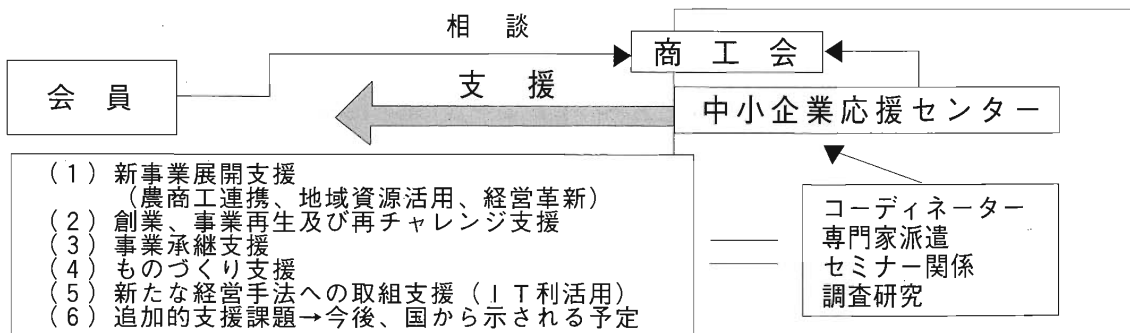 相談
商工会
会員
支援
中小企業応援センター
(1) 新事業展開支援
(農商工連携、地域資源活用、経営革新)
(2) 創業、事業再生及び再チャレンジ支援
(3) 事業承継支援
(4) ものづくり支援
(5) 新たな経営手法への取組支援(IT利活用)
(6) 追加的支援課題→今後、国から示される予定
コーディネーター
専門家派遣
セミナー関係
調査研究